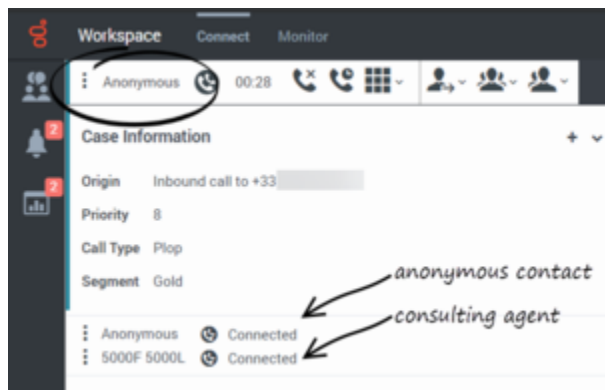 Workspace Connect Monitor
Anonymous 00:28
2
Case Information
2
Origin Inbound call to +33
Priority 8
Call Type Plop
Segment Gold
anonymous contact
consulting agent
Anonymous Connected
5000F 5000L Connected